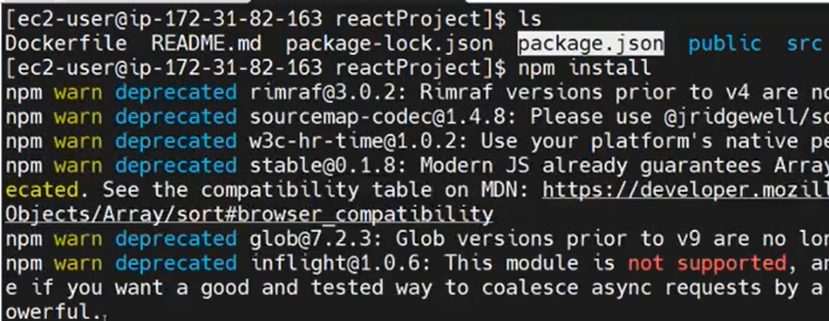 [ec2-user@ip-172-31-82-163 reactProject]$ ls
Dockerfile README.md package-lock.json package.json public src
[ec2-user@ip-172-31-82-163 reactProject]$ npm install
npm warn deprecated rimraf@3.0.2: Rimraf versions prior to v4 are no
npm warn deprecated sourcemap-codec@1.4.8: Please use @jridgewell/so
npm warn deprecated w3c-hr-time@1.0.2: Use your platform's native pe
npm warn deprecated stable@0.1.8: Modern JS already guarantees Array
ecated. See the compatibility table on MDN: https://developer.mozill
Objects/Array/sort#browser_compatibility
npm warn deprecated glob@7.2.3: Glob versions prior to v9 are no lon
npm warn deprecated inflight@1.0.6: This module is not supported, an
e if you want a good and tested way to coalesce async requests by a
owerful.